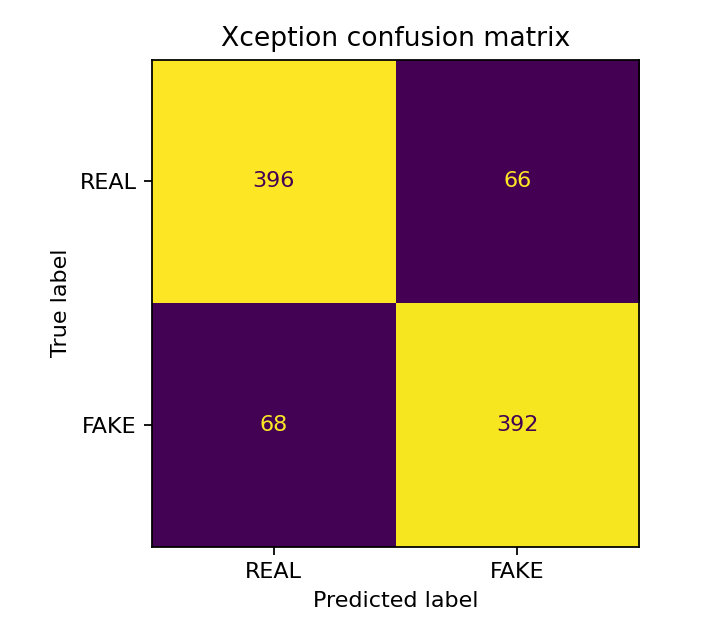 Xception confusion matrix
True label
REAL
396
66
FAKE
68
392
REAL
FAKE
Predicted label